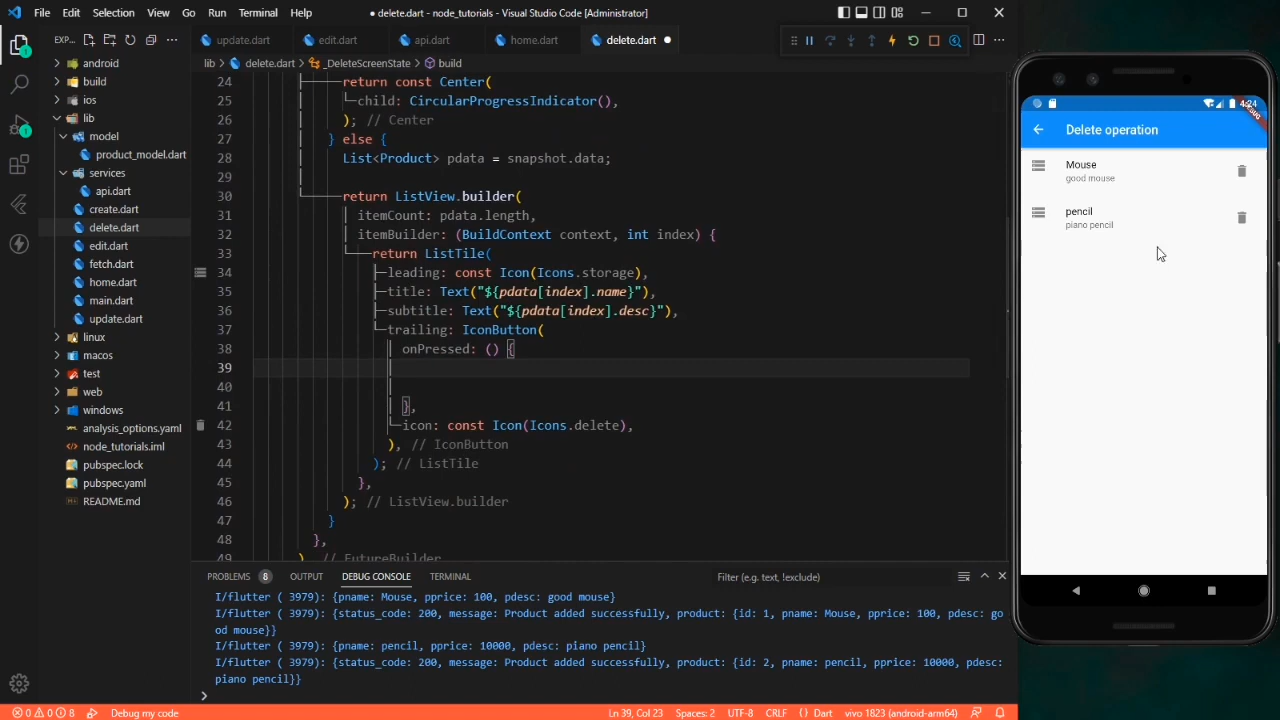 File Edit Selection View Go Run Terminal Help
● delete.dart - node_tutorials - Visual Studio Code [Administrator]
EXP...
update.dart edit.dart api.dart home.dart delete.dart ●
lib > delete.dart > _DeleteScreenState > build
android
build
ios
lib
model
product_model.dart
services
api.dart
create.dart
delete.dart
edit.dart
fetch.dart
home.dart
main.dart
update.dart
linux
macos
test
web
windows
analysis_options.yaml
node_tutorials.iml
pubspec.lock
pubspec.yaml
README.md
24 return const Center(
25 child: CircularProgressIndicator(),
26 ); // Center
27 } else {
28 List<Product> pdata = snapshot.data;
29
30 return ListView.builder(
31 itemCount: pdata.length,
32 itemBuilder: (BuildContext context, int index) {
33 return ListTile(
34 leading: const Icon(Icons.storage),
35 title: Text("${pdata[index].name}"),
36 subtitle: Text("${pdata[index].desc}"),
37 trailing: IconButton(
38 onPressed: () {
39
40
41 },
42 icon: const Icon(Icons.delete),
43 ), // IconButton
44 ); // ListTile
45 },
46 ); // ListView.builder
47 }
48 },
49 ) // FutureBuilder
PROBLEMS 8 OUTPUT DEBUG CONSOLE TERMINAL Filter (e.g. text, !exclude)
I/flutter ( 3979): {pname: Mouse, pprice: 100, pdesc: good mouse}
I/flutter ( 3979): {status_code: 200, message: Product added successfully, product: {id: 1, pname: Mouse, pprice: 100, pdesc: go
od mouse}}
I/flutter ( 3979): {pname: pencil, pprice: 10000, pdesc: piano pencil}
I/flutter ( 3979): {status_code: 200, message: Product added successfully, product: {id: 2, pname: pencil, pprice: 10000, pdesc:
piano pencil}}
>
0 0 8 Debug my code Ln 39, Col 23 Spaces: 2 UTF-8 CRLF {} Dart vivo 1823 (android-arm64)
4:24
Delete operation
Mouse
good mouse
pencil
piano pencil